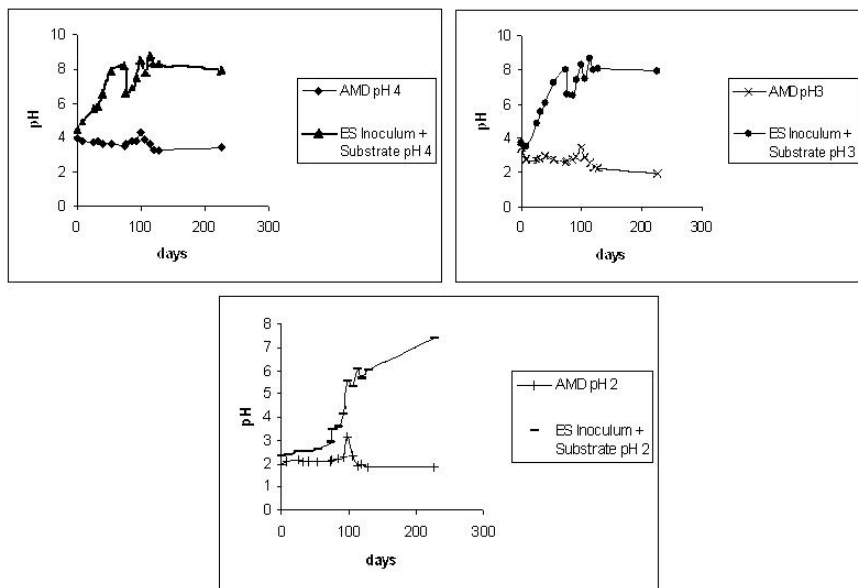 10
8
6
4
2
0
pH
0 100 200 300
days
AMD pH 4
ES Inoculum +
Substrate pH 4
10
8
6
4
2
0
pH
0 100 200 300
days
AMD pH3
ES Inoculum +
Substrate pH 3
8
7
6
5
4
3
2
1
0
pH
0 100 200 300
days
AMD pH 2
ES Inoculum +
Substrate pH 2